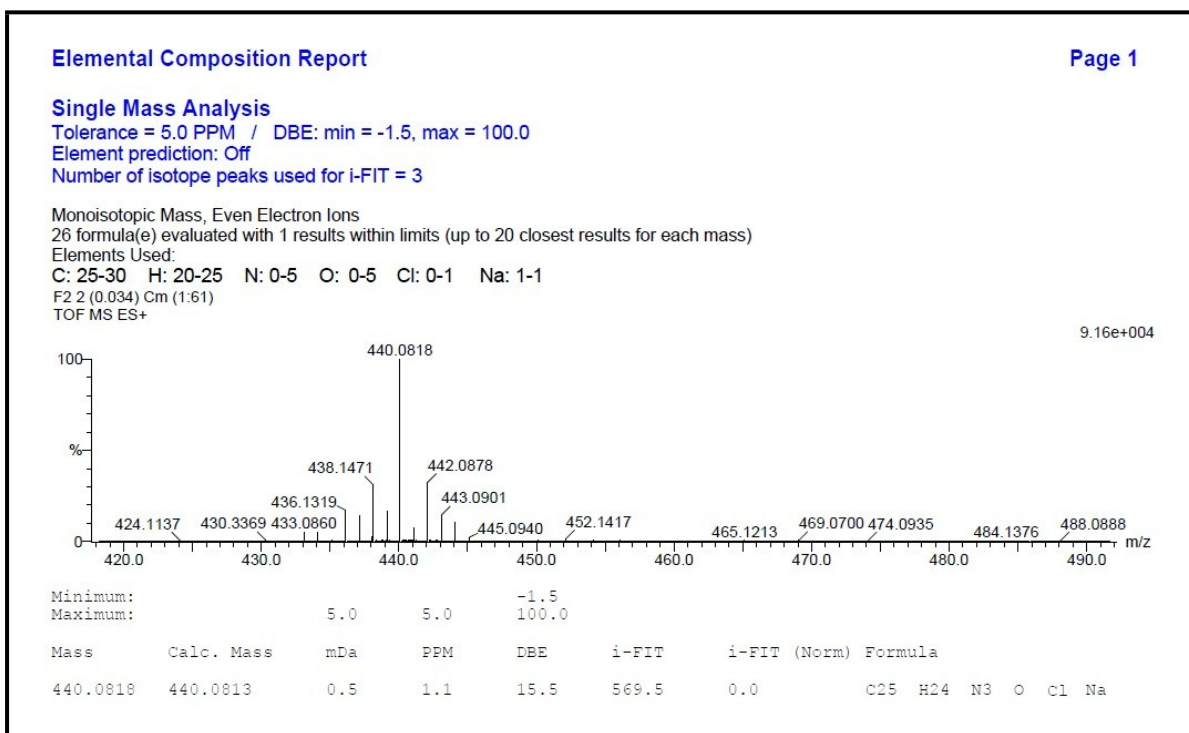 Elemental Composition Report Page 1
Single Mass Analysis
Tolerance = 5.0 PPM / DBE: min = -1.5, max = 100.0
Element prediction: Off
Number of isotope peaks used for i-FIT = 3
Monoisotopic Mass, Even Electron Ions
26 formula(e) evaluated with 1 results within limits (up to 20 closest results for each mass)
Elements Used:
C: 25-30 H: 20-25 N: 0-5 O: 0-5 Cl: 0-1 Na: 1-1
F2 2 (0.034) Cm (1:61)
TOF MS ES+
9.16e+004
100
440.0818
%
438.1471
442.0878
436.1319
443.0901
424.1137
430.3369
433.0860
445.0940
452.1417
465.1213
469.0700
474.0935
484.1376
488.0888
0
m/z
420.0 430.0 440.0 450.0 460.0 470.0 480.0 490.0
Minimum: -1.5
Maximum: 5.0 5.0 100.0
Mass Calc. Mass mDa PPM DBE i-FIT i-FIT (Norm) Formula
440.0818 440.0813 0.5 1.1 15.5 569.5 0.0 C25 H24 N3 O Cl Na